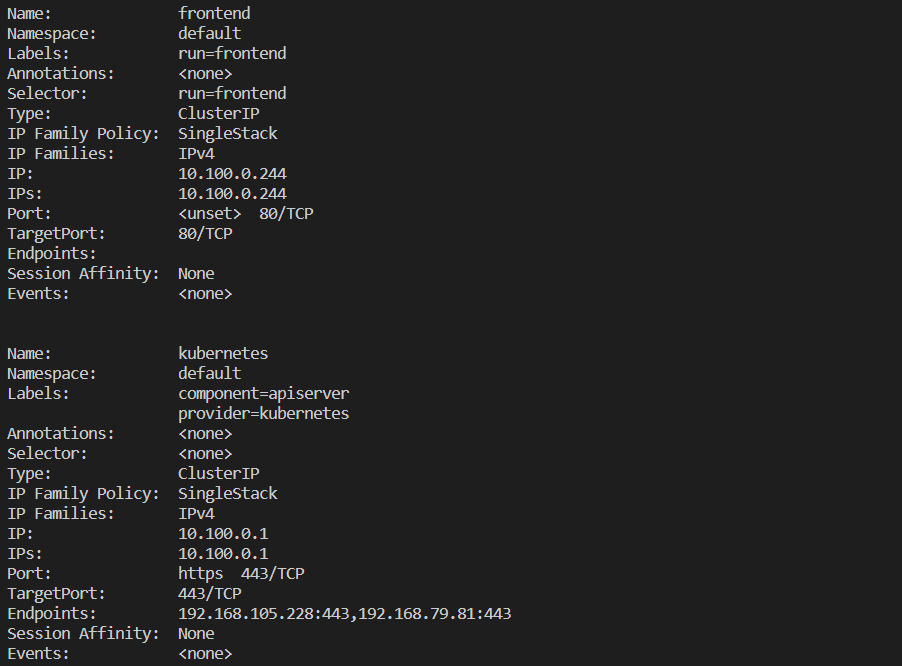 Name:              frontend
Namespace:         default
Labels:            run=frontend
Annotations:       <none>
Selector:          run=frontend
Type:              ClusterIP
IP Family Policy:  SingleStack
IP Families:       IPv4
IP:                10.100.0.244
IPs:               10.100.0.244
Port:              <unset>  80/TCP
TargetPort:        80/TCP
Endpoints:
Session Affinity:  None
Events:            <none>
Name:              kubernetes
Namespace:         default
Labels:            component=apiserver
                   provider=kubernetes
Annotations:       <none>
Selector:          <none>
Type:              ClusterIP
IP Family Policy:  SingleStack
IP Families:       IPv4
IP:                10.100.0.1
IPs:               10.100.0.1
Port:              https  443/TCP
TargetPort:        443/TCP
Endpoints:         192.168.105.228:443,192.168.79.81:443
Session Affinity:  None
Events:            <none>